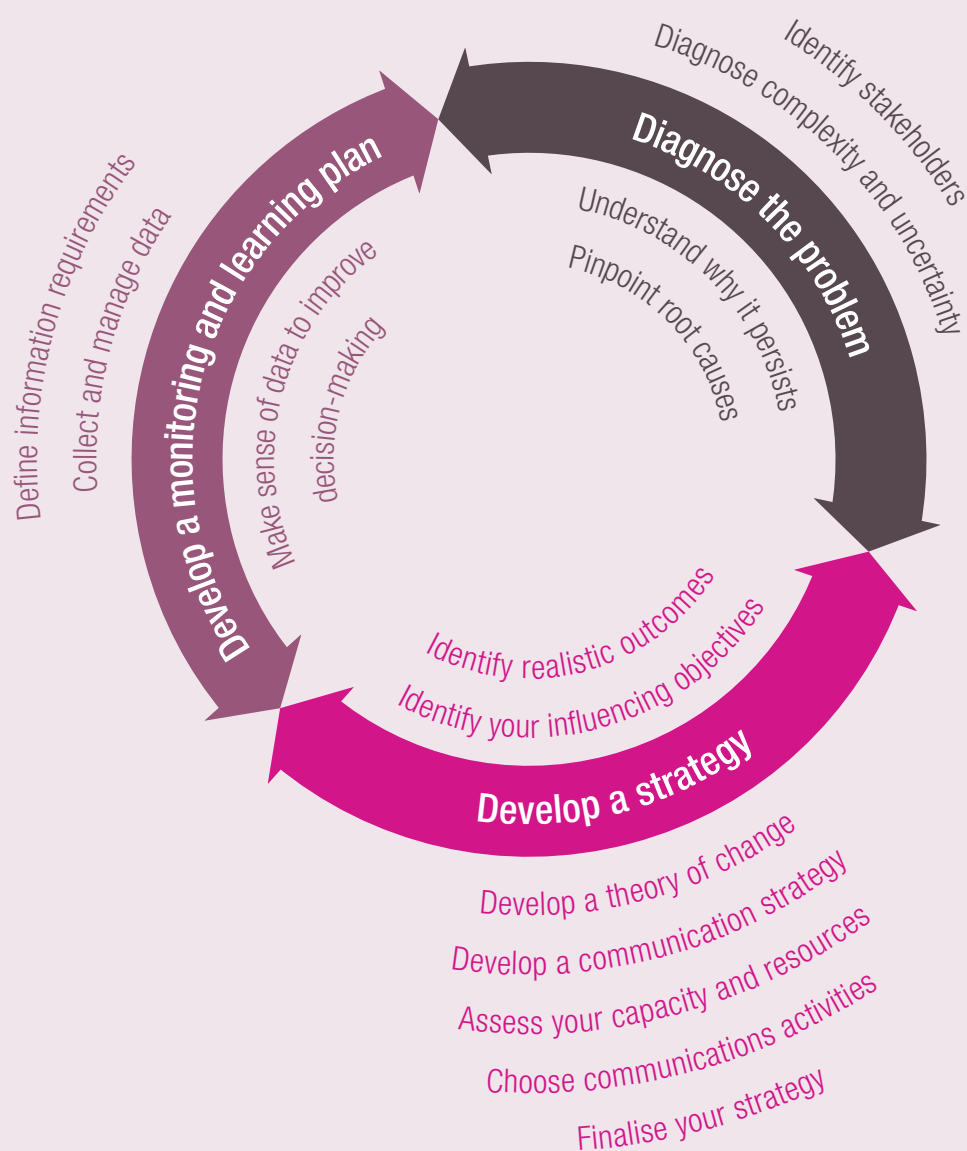 Diagnose the problem
Identify stakeholders
Diagnose complexity and uncertainty
Understand why it persists
Pinpoint root causes
Develop a strategy
Identify realistic outcomes
Identify your influencing objectives
Develop a theory of change
Develop a communication strategy
Assess your capacity and resources
Choose communications activities
Finalise your strategy
Develop a monitoring and learning plan
Define information requirements
Collect and manage data
Make sense of data to improve
decision-making